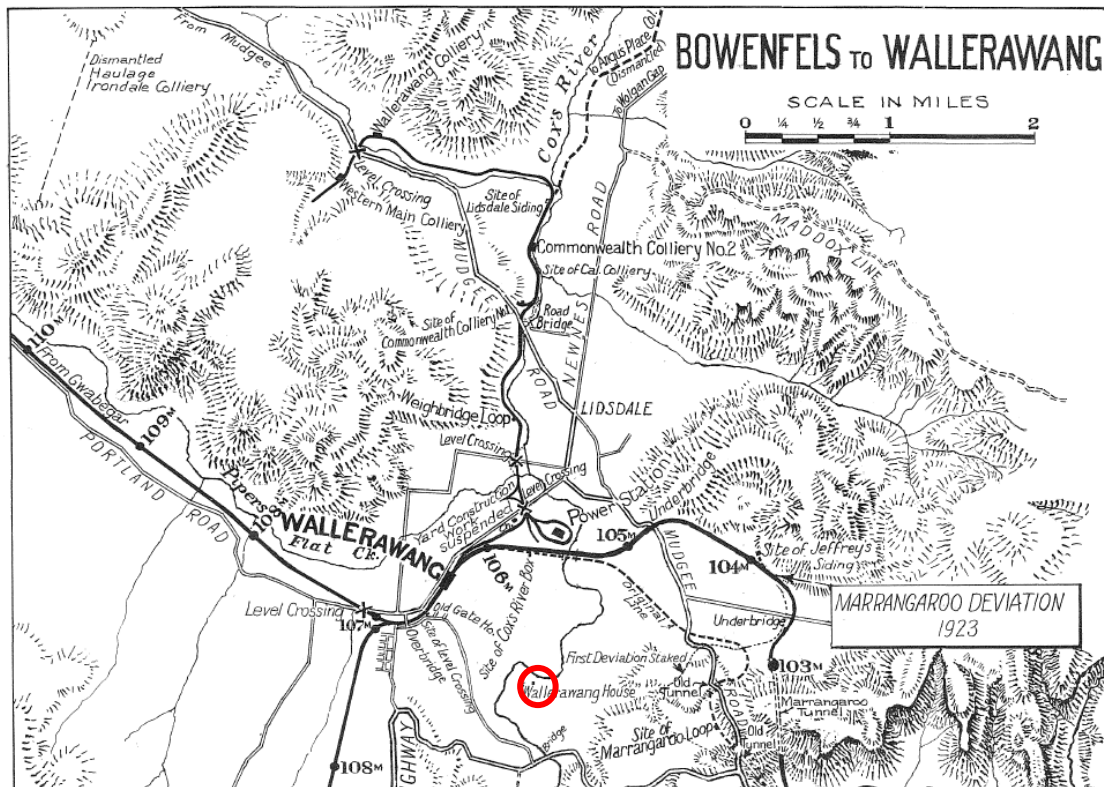 BOWENFELS TO WALLERAWANG
SCALE IN MILES
0 ¼ ½ ¾ 1 2
From Mudgee
Dismantled
Haulage
Irondale Colliery
Wallerawang Colliery
Cox's River
To Angus Place Col.
(Dismantled)
To Wolgan Gap
Level Crossing
Western Main Colliery
Site of
Lidsdale Siding
NEWNES ROAD
MADDOX LINE
MUDGEE ROAD
Commonwealth Colliery No.2
Site of Cal. Colliery
Site of
Commonwealth Colliery No.1
Road
Bridge
110M
From Gwabegar
Weighbridge Loop
LIDSDALE
109M
PORTLAND ROAD
Level Crossing
Level Crossing
Pipers
Flat Ck.
108M
Yard Construction
Work
suspended
Power Station
Underbridge
WALLERAWANG
105M
106M
MUDGEE ROAD
104M
Site of Jeffreys
Siding
MARRANGAROO DEVIATION
1923
Level Crossing
107M
Old Gate Ho.
Overbridge
Site of Level Crossing
Site of Cox's River Box
Original Line
Underbridge
First Deviation Staked
Old
Tunnel
103M
Wallerawang House
Marrangaroo
Tunnel
Site of
Marrangaroo Loop
Old
Tunnel
Bridge
108M
HIGHWAY